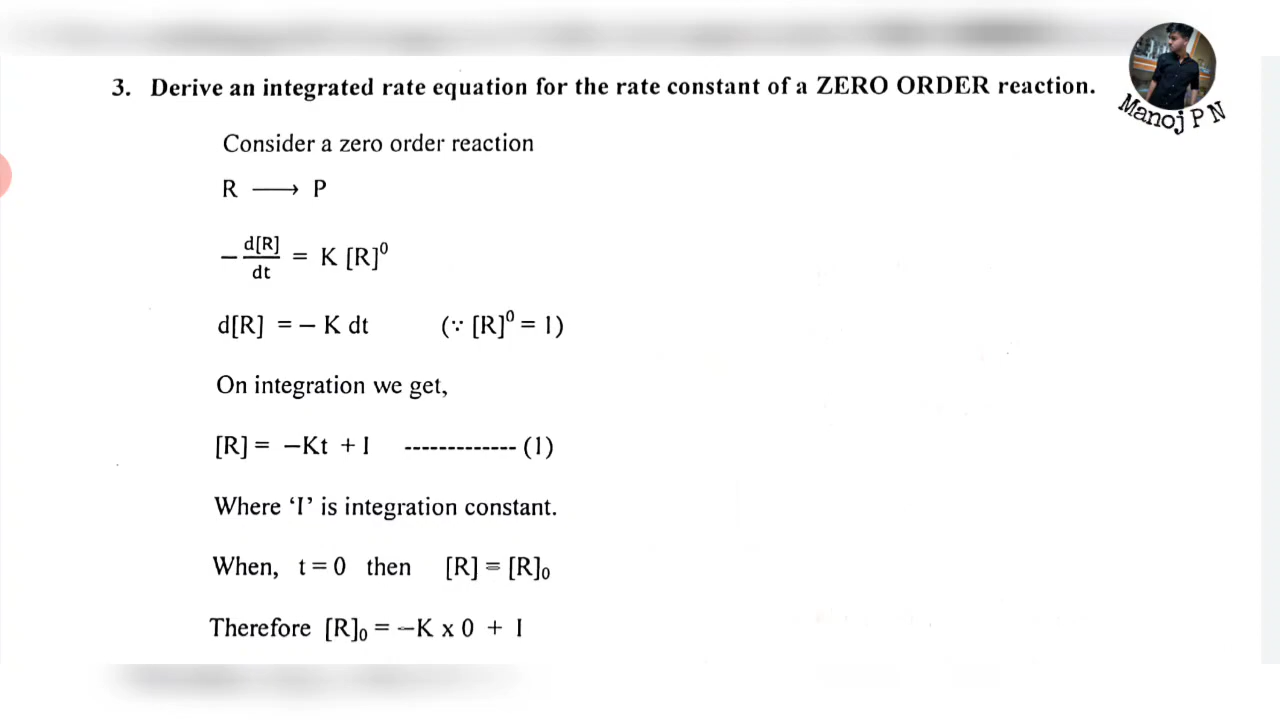 3. Derive an integrated rate equation for the rate constant of a ZERO ORDER reaction.
Manoj P N
Consider a zero order reaction
R ⟶ P
− d[R]/dt = K [R]⁰
d[R] = − K dt (∵ [R]⁰ = 1)
On integration we get,
[R] = −Kt + I ------------- (1)
Where ‘I’ is integration constant.
When, t = 0 then [R] = [R]₀
Therefore [R]₀ = −K x 0 + I